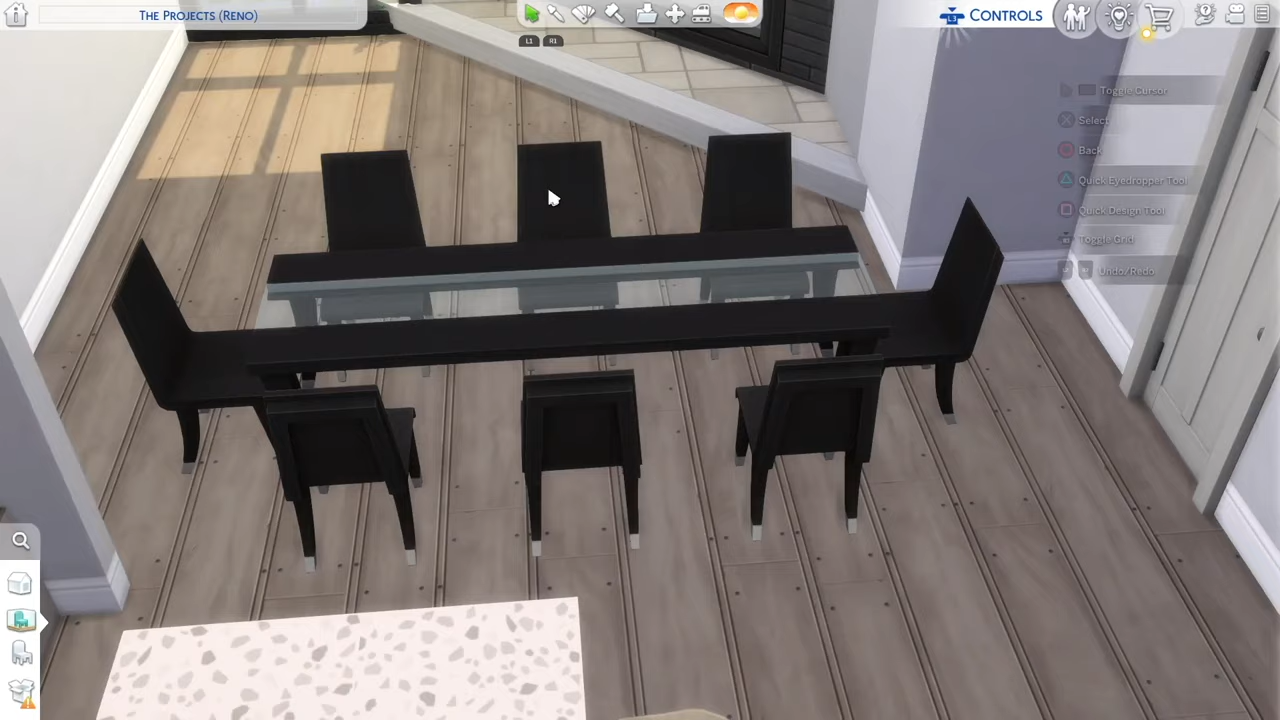 The Projects (Reno)
L1 R1
L3 Controls
Toggle Cursor
Select
Back
Quick Eyedropper Tool
Quick Design Tool
Toggle Grid
Undo/Redo